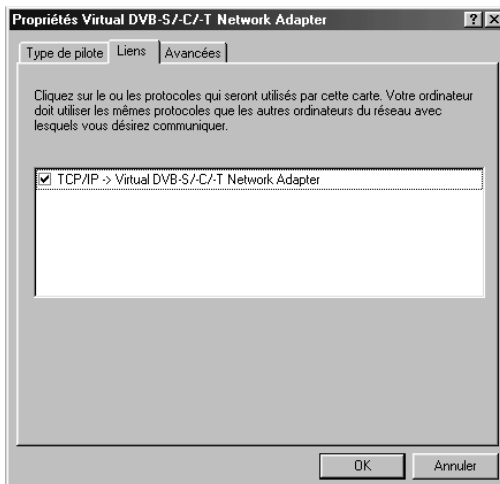 Propriétés Virtual DVB-S/-C/-T Network Adapter
Type de pilote Liens Avancées
Cliquez sur le ou les protocoles qui seront utilisés par cette carte. Votre ordinateur
doit utiliser les mêmes protocoles que les autres ordinateurs du réseau avec
lesquels vous désirez communiquer.
TCP/IP -> Virtual DVB-S/-C/-T Network Adapter
OK Annuler